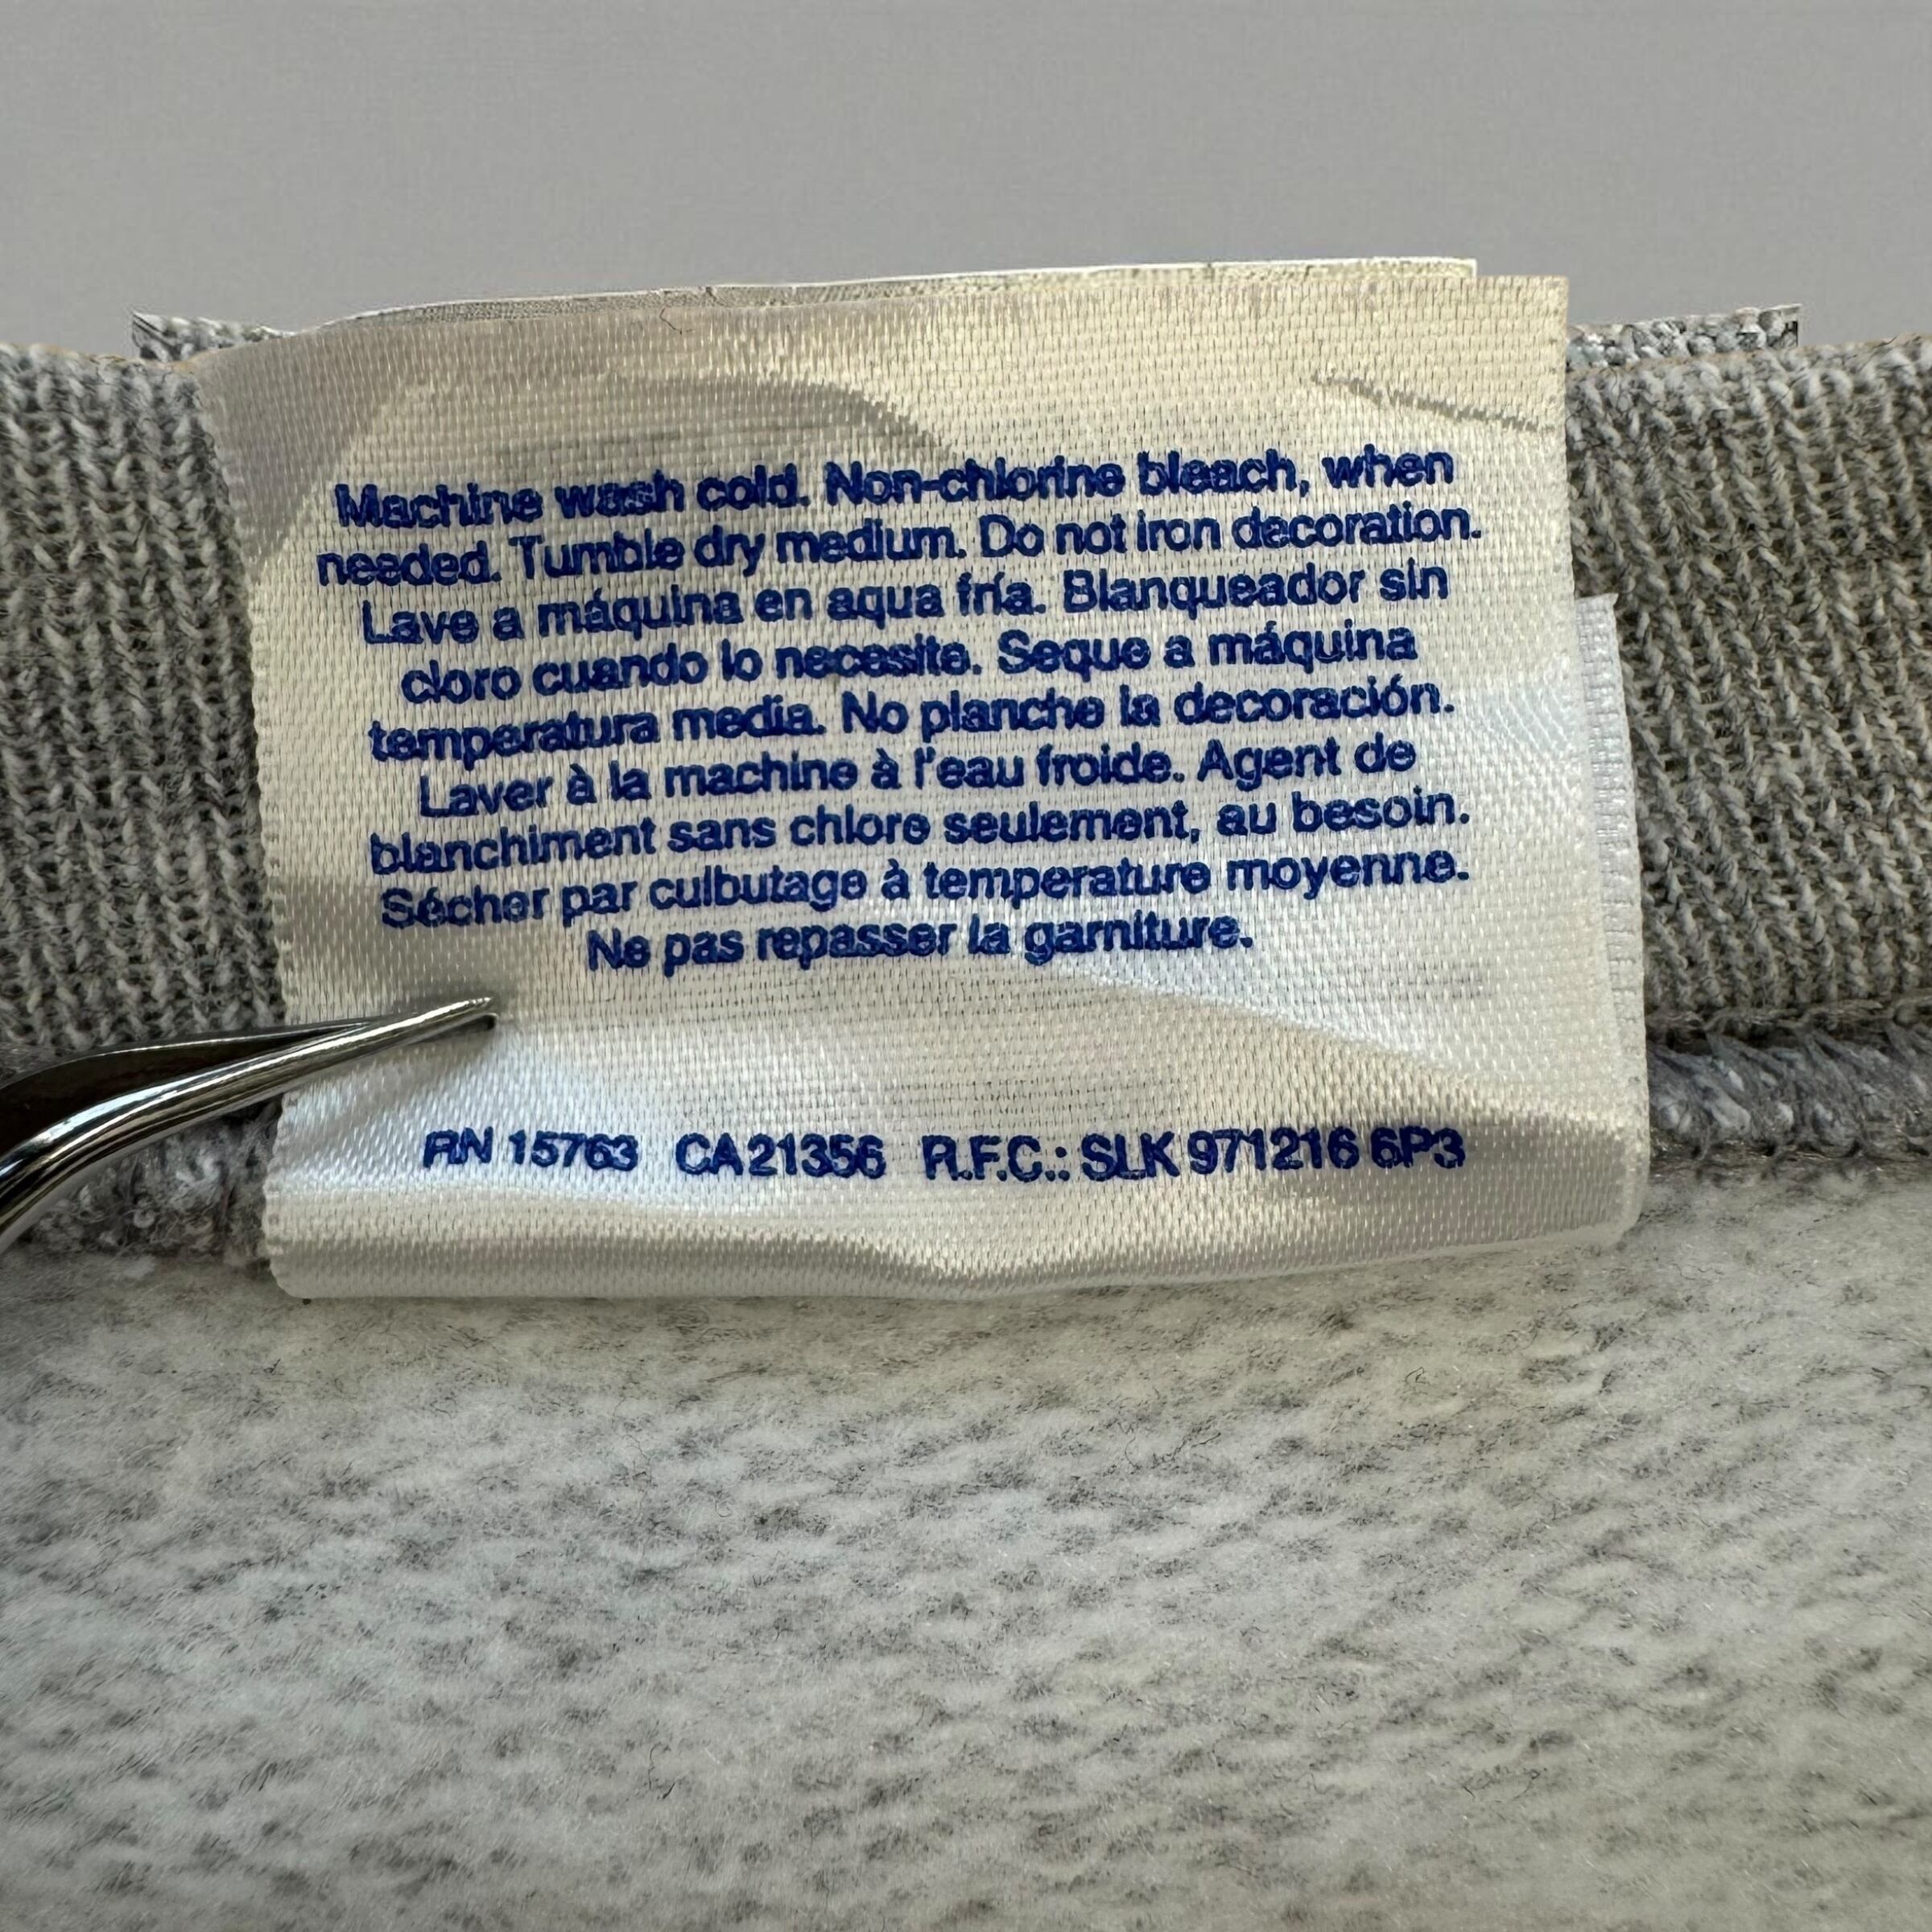 Machine wash cold. Non-chlorine bleach, when
needed. Tumble dry medium. Do not iron decoration.
Lave a máquina en aqua fría. Blanqueador sin
cloro cuando lo necesite. Seque a máquina
temperatura media. No planche la decoración.
Laver à la machine à l'eau froide. Agent de
blanchiment sans chlore seulement, au besoin.
Sécher par culbutage à temperature moyenne.
Ne pas repasser la garniture.
RN 15763 CA 21356 R.F.C.: SLK 971216 6P3